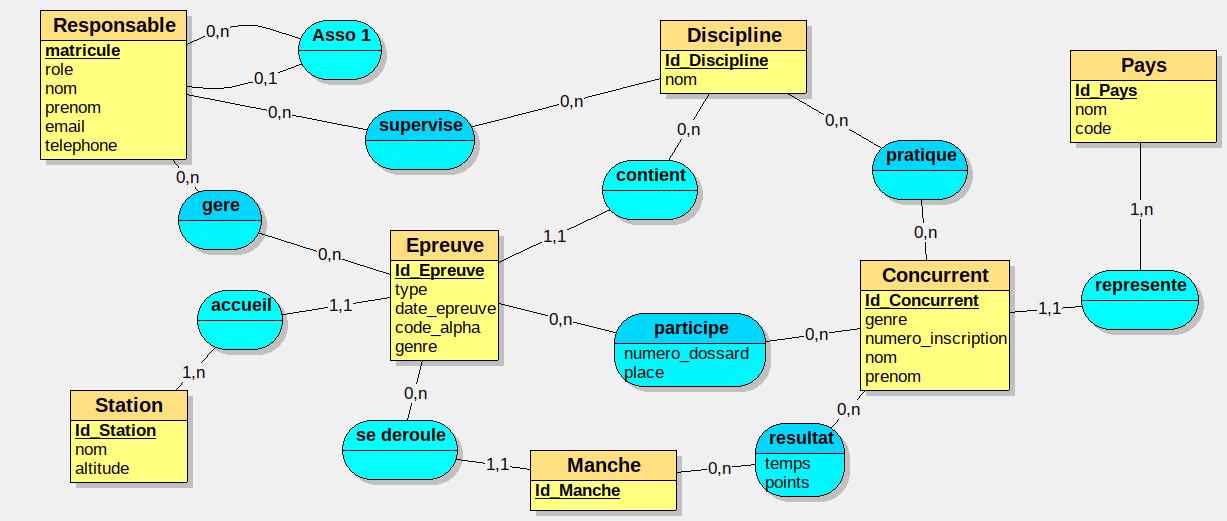 Responsable
matricule
role
nom
prenom
email
telephone
0,n
Asso 1
0,1
0,n
supervise
0,n
Discipline
Id_Discipline
nom
Pays
Id_Pays
nom
code
0,n
0,n
pratique
contient
0,n
gere
1,1
0,n
1,n
0,n
Epreuve
Id_Epreuve
type
date_epreuve
code_alpha
genre
Concurrent
Id_Concurrent
genre
numero_inscription
nom
prenom
represente
1,1
accueil
1,1
0,n
participe
numero_dossard
place
0,n
1,n
Station
Id_Station
nom
altitude
0,n
se deroule
1,1
Manche
Id_Manche
0,n
resultat
temps
points
0,n